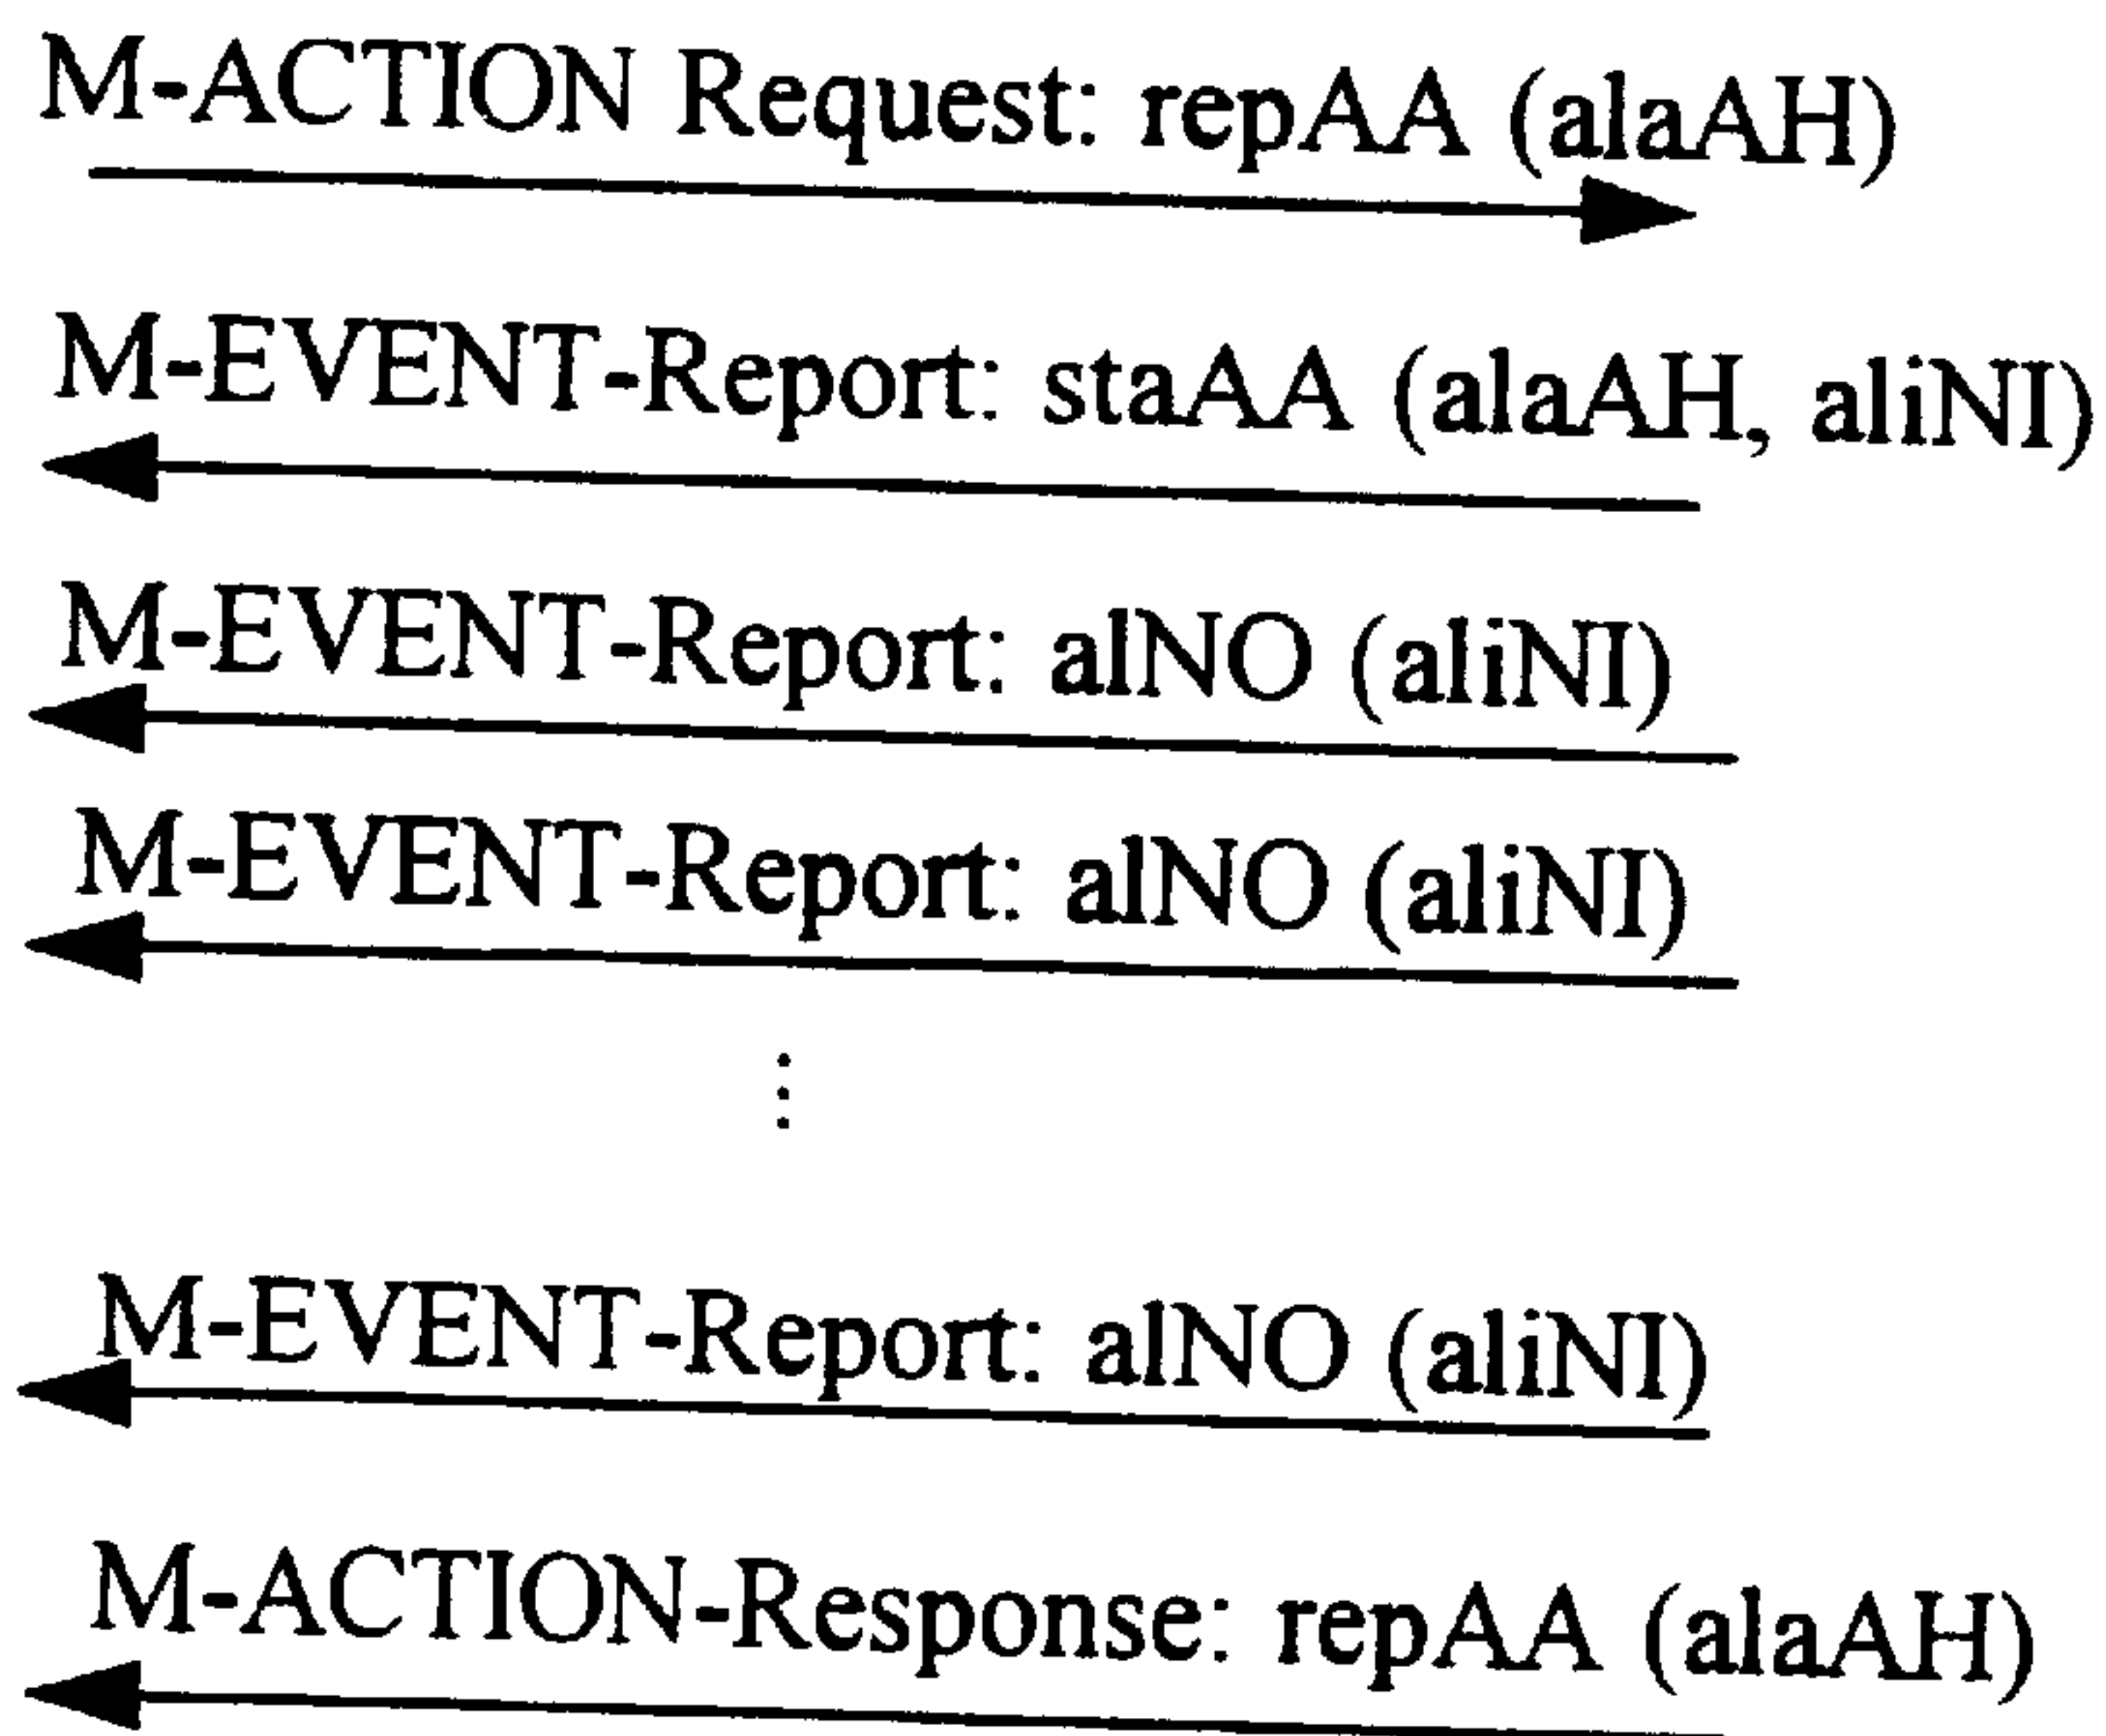 M-ACTION Request: repAA (alaAH)
M-EVENT-Report: staAA (alaAH, aliNI)
M-EVENT-Report: alNO (aliNI)
M-EVENT-Report: alNO (aliNI)
⋮
M-EVENT-Report: alNO (aliNI)
M-ACTION-Response: repAA (alaAH)